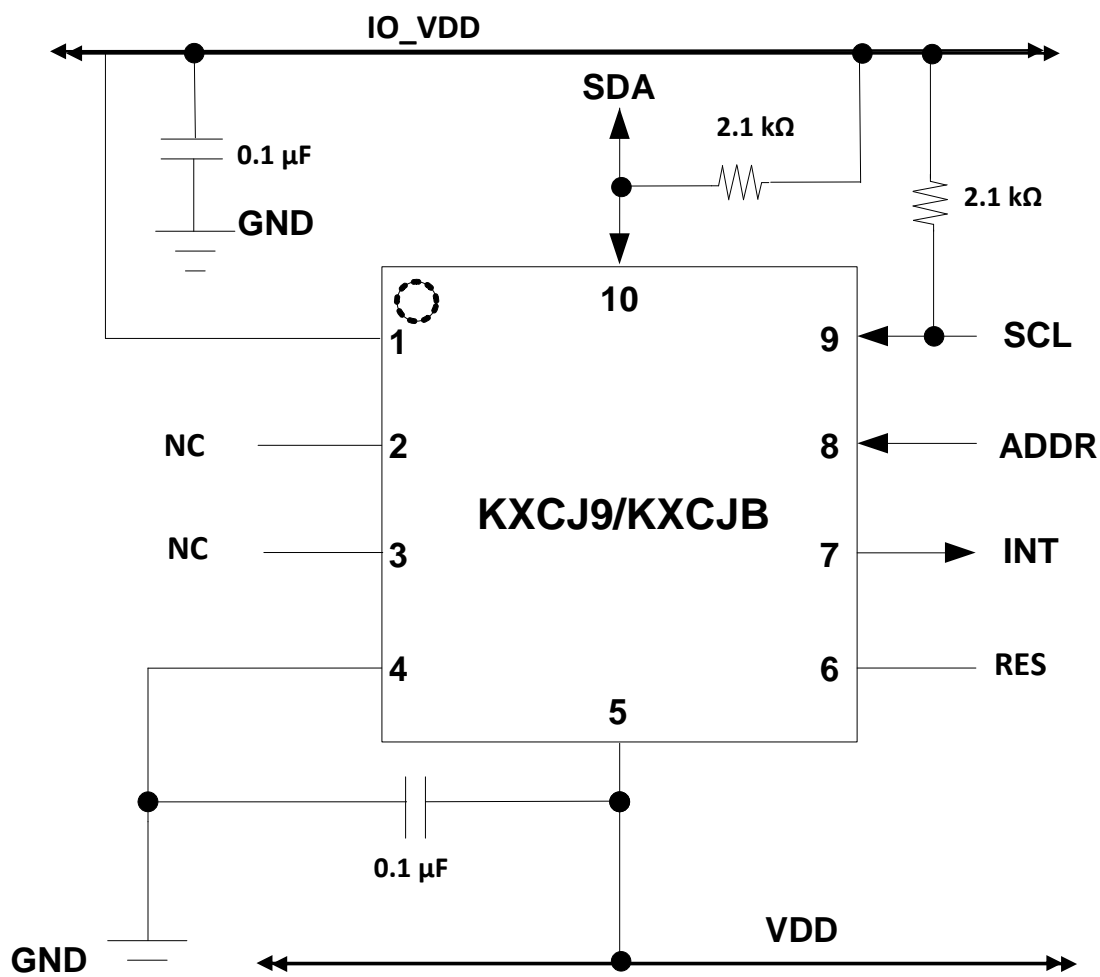 IO_VDD
SDA
2.1 kΩ
0.1 µF
2.1 kΩ
GND
10
1
9
SCL
NC
2
8
ADDR
KXCJ9/KXCJB
NC
3
7
INT
4
6
RES
5
0.1 µF
VDD
GND